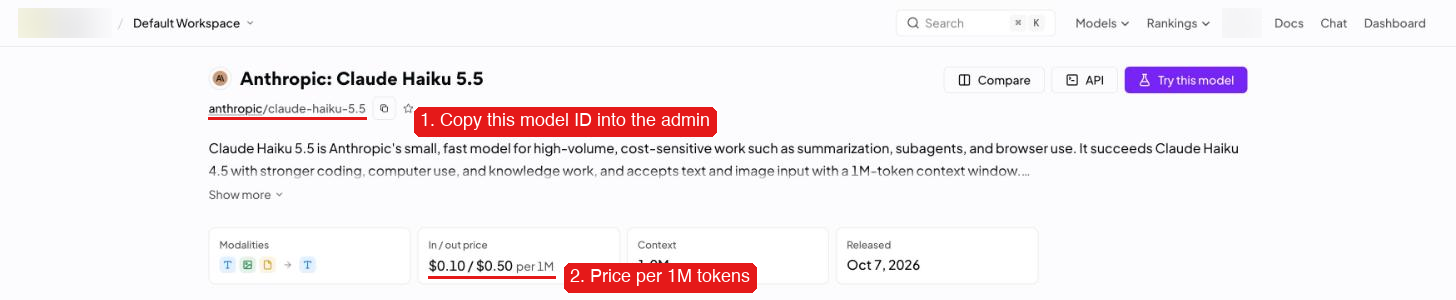 / Default Workspace
Search ⌘ K
Models
Rankings
Docs
Chat
Dashboard
Anthropic: Claude Haiku 5.5
Compare
API
Try this model
anthropic/claude-haiku-5.5
1. Copy this model ID into the admin
Claude Haiku 5.5 is Anthropic's small, fast model for high-volume, cost-sensitive work such as summarization, subagents, and browser use. It succeeds Claude Haiku
4.5 with stronger coding, computer use, and knowledge work, and accepts text and image input with a 1M-token context window....
Show more
Modalities
In / out price
$0.10 / $0.50 per 1M
2. Price per 1M tokens
Context
Released
Oct 7, 2026